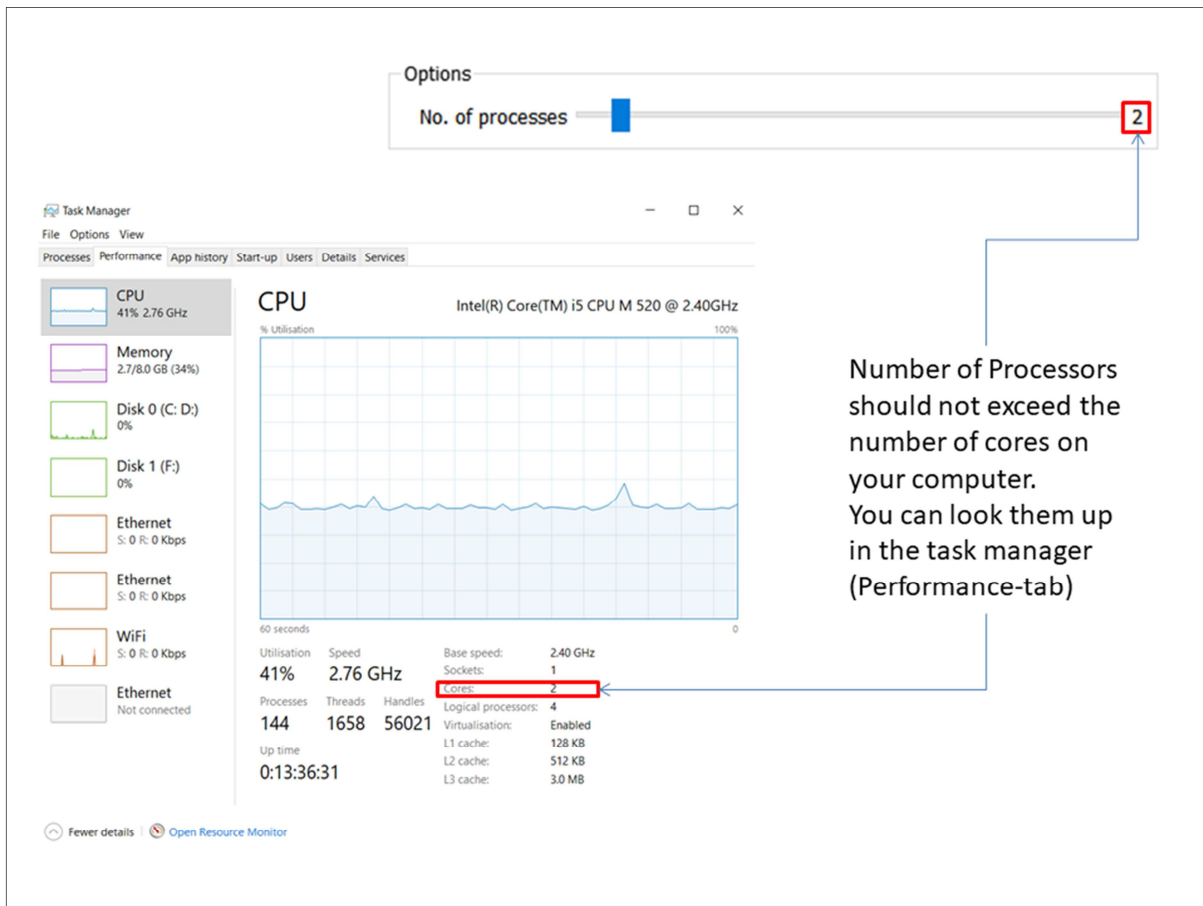 Options
No. of processes
2
Task Manager
File Options View
Processes Performance App history Start-up Users Details Services
CPU
41% 2.76 GHz
Memory
2.7/8.0 GB (34%)
Disk 0 (C: D:)
0%
Disk 1 (F:)
0%
Ethernet
S: 0 R: 0 Kbps
Ethernet
S: 0 R: 0 Kbps
WiFi
S: 0 R: 0 Kbps
Ethernet
Not connected
CPU
Intel(R) Core(TM) i5 CPU M 520 @ 2.40GHz
% Utilisation 100%
60 seconds 0
Utilisation Speed
41% 2.76 GHz
Processes Threads Handles
144 1658 56021
Up time
0:13:36:31
Base speed: 2.40 GHz
Sockets: 1
Cores: 2
Logical processors: 4
Virtualisation: Enabled
L1 cache: 128 KB
L2 cache: 512 KB
L3 cache: 3.0 MB
Fewer details Open Resource Monitor
Number of Processors
should not exceed the
number of cores on
your computer.
You can look them up
in the task manager
(Performance-tab)